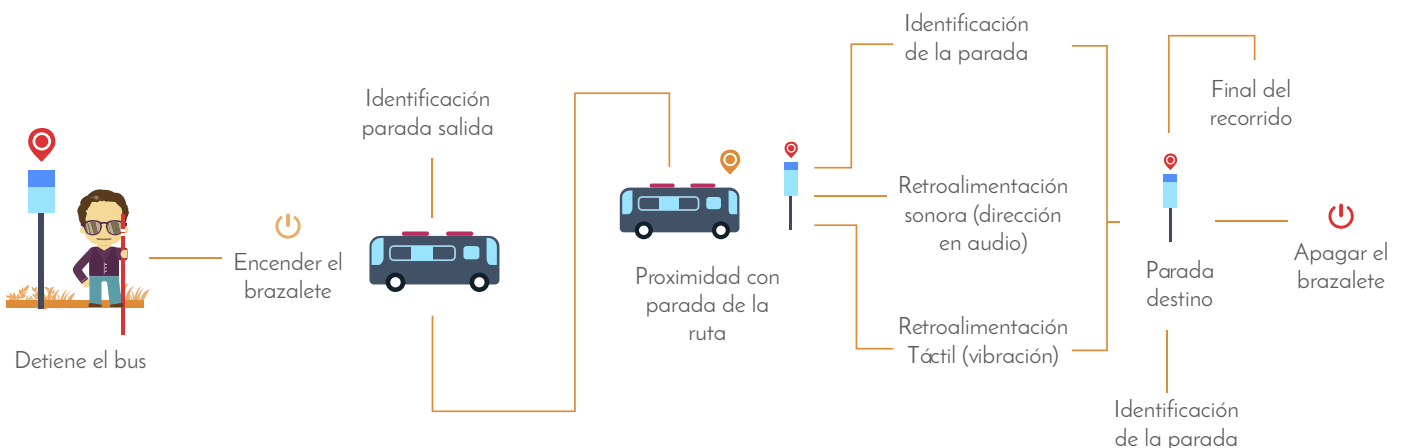 Detiene el bus
Encender el
brazalete
Identificación
parada salida
Proximidad con
parada de la
ruta
Identificación
de la parada
Retroalimentación
sonora (dirección
en audio)
Retroalimentación
Táctil (vibración)
Final del
recorrido
Parada
destino
Apagar el
brazalete
Identificación
de la parada